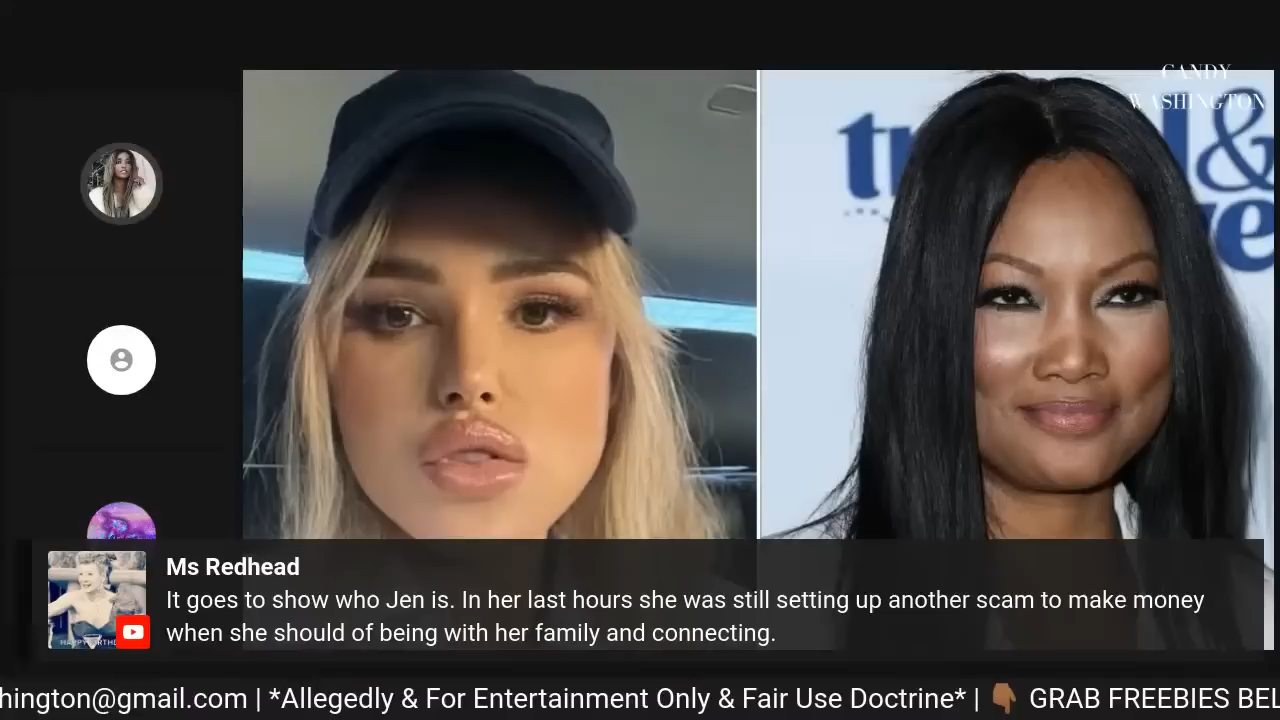 CANDY
WASHINGTON
&
Ms Redhead
It goes to show who Jen is. In her last hours she was still setting up another scam to make money
when she should of being with her family and connecting.
hington@gmail.com | *Allegedly & For Entertainment Only & Fair Use Doctrine* | 👇🏾 GRAB FREEBIES BEL